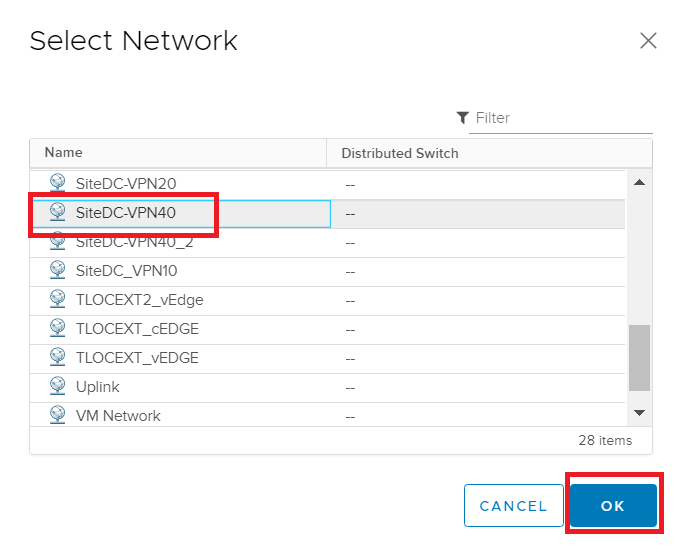 Select Network
Filter
Name Distributed Switch
SiteDC-VPN20 --
SiteDC-VPN40 --
SiteDC-VPN40_2 --
SiteDC_VPN10 --
TLOCEXT2_vEdge --
TLOCEXT_cEDGE --
TLOCEXT_vEDGE --
Uplink --
VM Network --
28 items
CANCEL OK